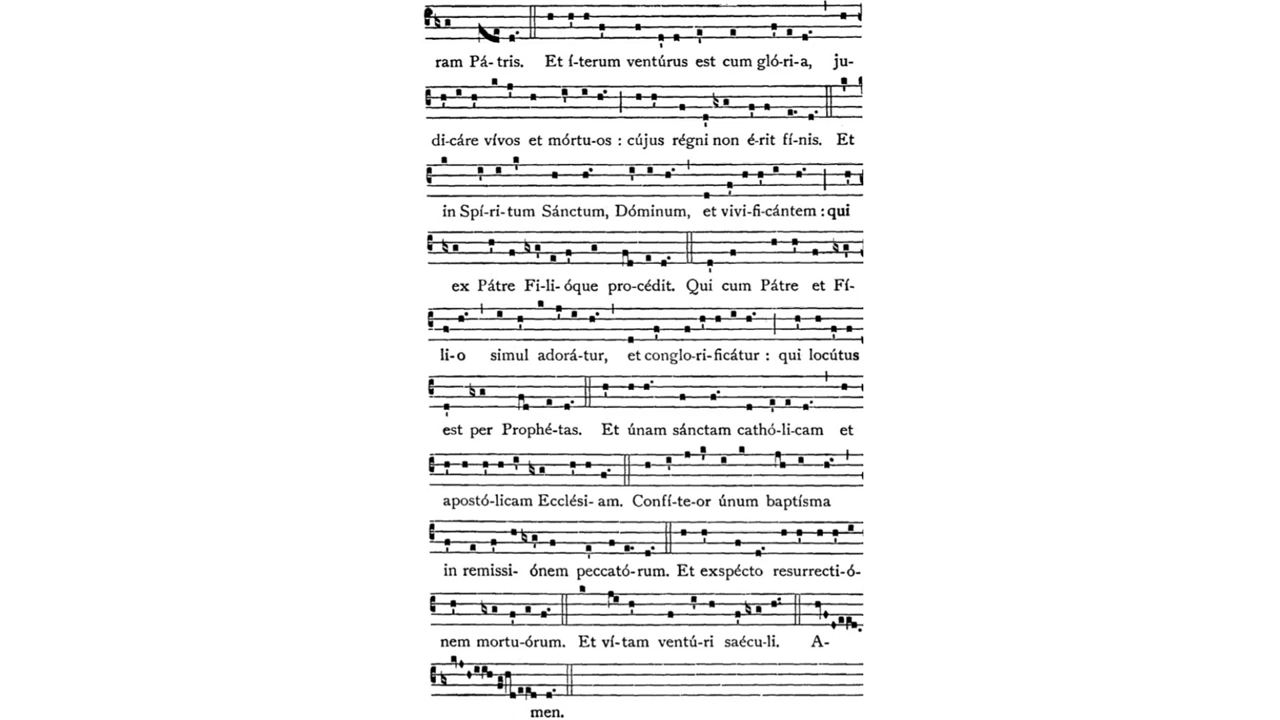 ram Pá-tris. Et í-terum ventúrus est cum gló-ri-a, ju-
di-cáre vívos et mórtu-os : cújus régni non é-rit fí-nis. Et
in Spí-ri-tum Sánctum, Dóminum, et vivi-fi-cántem : qui
ex Pátre Fi-li-óque pro-cédit. Qui cum Pátre et Fí-
li-o simul adorá-tur, et conglo-ri-ficátur : qui locútus
est per Prophé-tas. Et únam sánctam cathó-li-cam et
apostó-licam Ecclési-am. Confí-te-or únum baptísma
in remissi-ónem peccató-rum. Et exspécto resurrecti-ó-
nem mortu-órum. Et ví-tam ventú-ri saécu-li. A-
men.